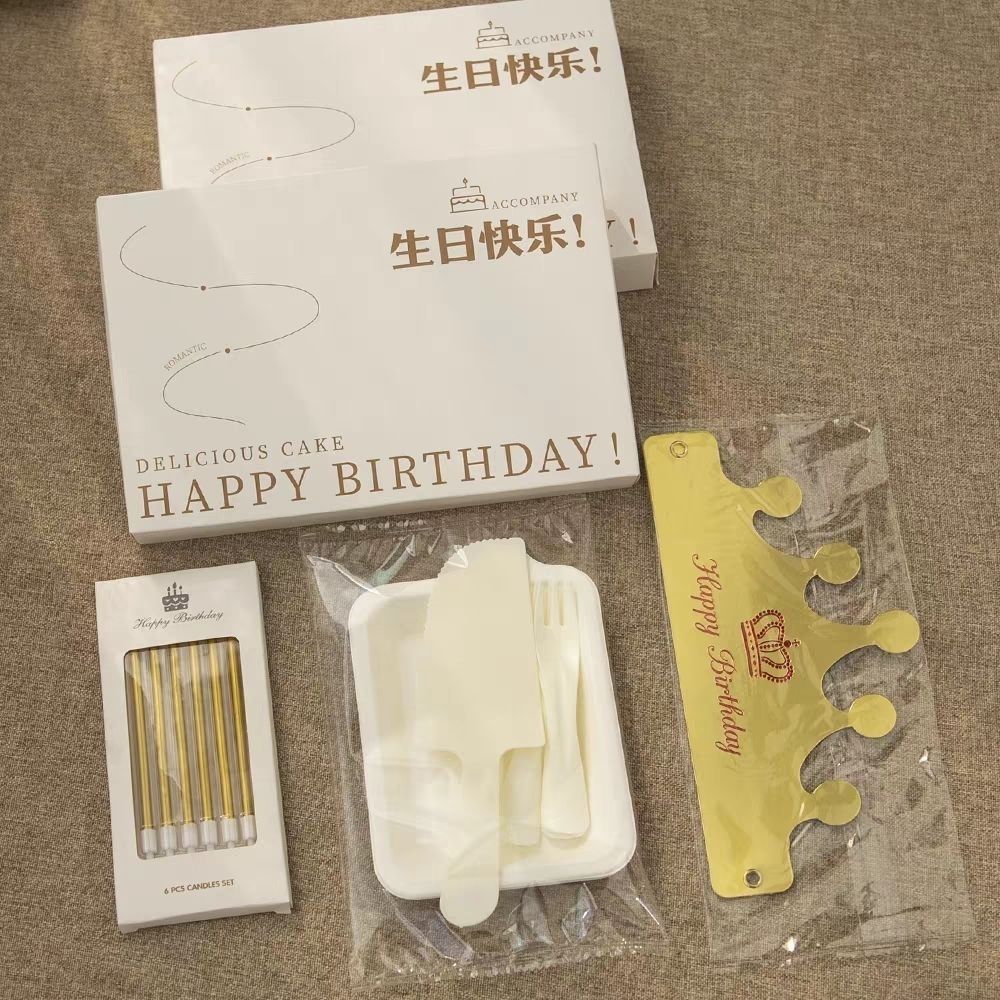 ACCOMPANY
生日快乐!
ROMANTIC
Y!
ACCOMPANY
生日快乐!
ROMANTIC
DELICIOUS CAKE
HAPPY BIRTHDAY!
Happy Birthday
6 PCS CANDLES SET
Happy Birthday